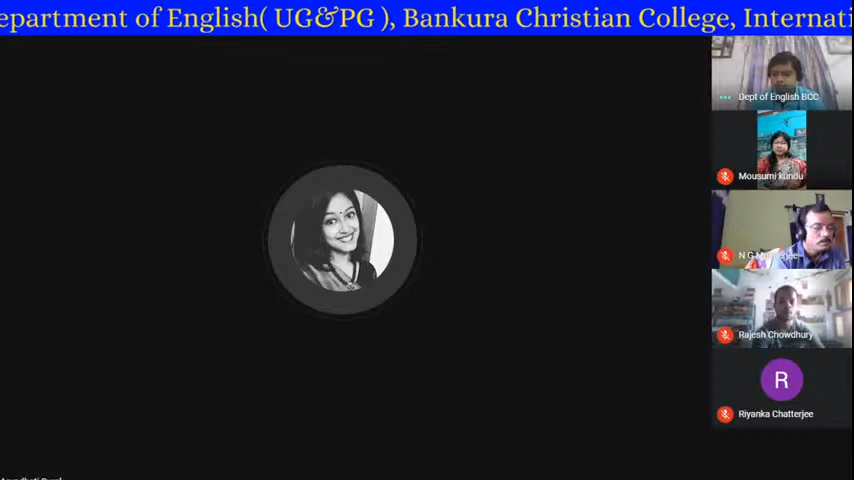 epartment of English( UG&PG ), Bankura Christian College, Internati
Dept of English BCC
Mousumi kundu
N G Mukherjee
Rajesh Chowdhury
R
Riyanka Chatterjee